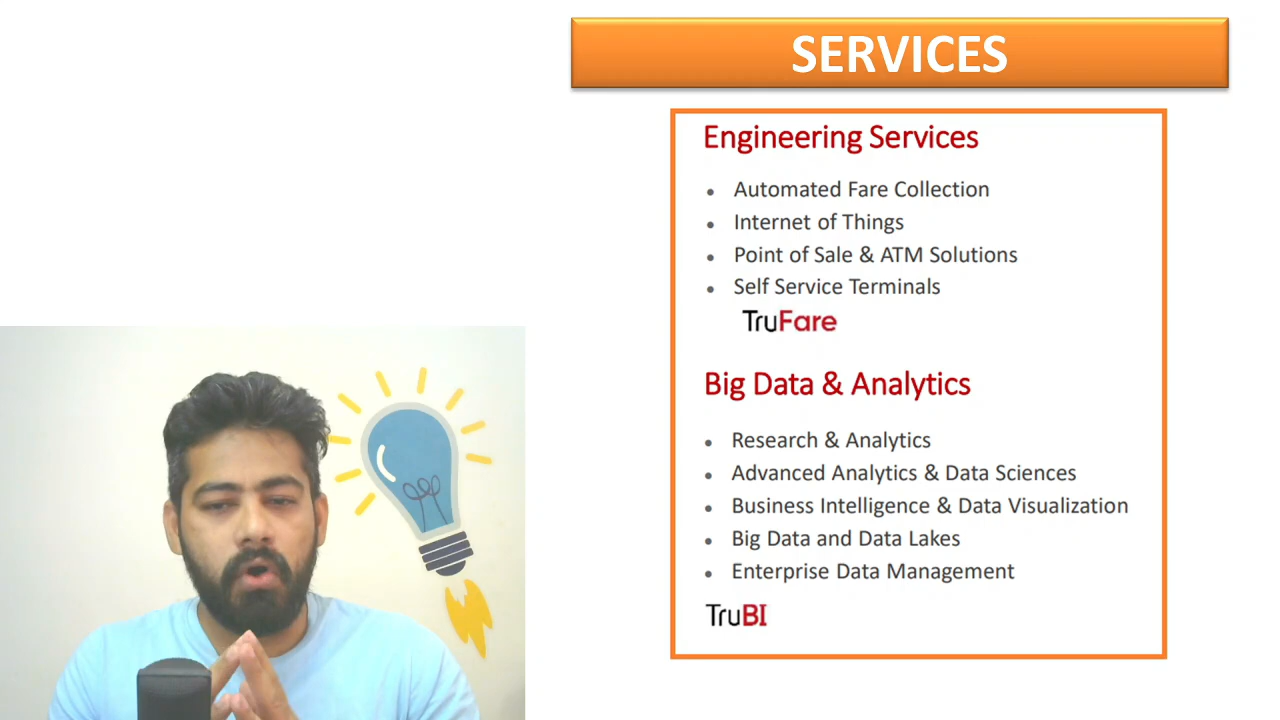 SERVICES
Engineering Services
• Automated Fare Collection
• Internet of Things
• Point of Sale & ATM Solutions
• Self Service Terminals
TruFare
Big Data & Analytics
• Research & Analytics
• Advanced Analytics & Data Sciences
• Business Intelligence & Data Visualization
• Big Data and Data Lakes
• Enterprise Data Management
TruBI